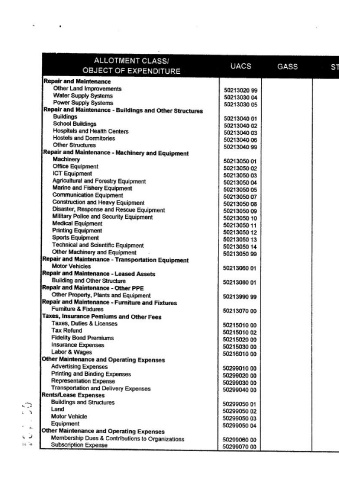 ALLOTMENT CLASS/
OBJECT OF EXPENDITURE UACS GASS ST
Repair and Maintenance
Other Land Improvements 50213020 99
Water Supply Systems 50213030 04
Power Supply Systems 50213030 05
Repair and Maintenance - Buildings and Other Structures
Buildings 50213040 01
School Buildings 50213040 02
Hospitals and Health Centers 50213040 03
Hostels and Dormitories 50213040 06
Other Structures 50213040 99
Repair and Maintenance - Machinery and Equipment
Machinery 50213050 01
Office Equipment 50213050 02
ICT Equipment 50213050 03
Agricultural and Forestry Equipment 50213050 04
Marine and Fishery Equipment 50213050 05
Communication Equipment 50213050 07
Construction and Heavy Equipment 50213050 08
Disaster, Response and Rescue Equipment 50213050 09
Military Police and Security Equipment 50213050 10
Medical Equipment 50213050 11
Printing Equipment 50213050 12
Sports Equipment 50213050 13
Technical and Scientific Equipment 50213050 14
Other Machinery and Equipment 50213050 99
Repair and Maintenance - Transportation Equipment
Motor Vehicles 50213060 01
Repair and Maintenance - Leased Assets
Building and Other Structure 50213080 01
Repair and Maintenance - Other PPE
Other Property, Plants and Equipment 50213990 99
Repair and Maintenance - Furniture and Fixtures
Furniture & Fixtures 50213070 00
Taxes, Insurance Pemiums and Other Fees
Taxes, Duties & Licenses 50215010 00
Tax Refund 50215010 02
Fidelity Bond Premiums 50215020 00
Insurance Expenses 50215030 00
Labor & Wages 50216010 00
Other Maintenance and Operating Expenses
Advertising Expenses 50299010 00
Printing and Binding Expenses 50299020 00
Representation Expense 50299030 00
Transportation and Delivery Expenses 50299040 00
Rents/Lease Expenses
Buildings and Structures 50299050 01
Land 50299050 02
Motor Vehicle 50299050 03
Equipment 50299050 04
Other Maintenance and Operating Expenses
Membership Dues & Contributions to Organizations 50299060 00
Subscription Expense 50299070 00